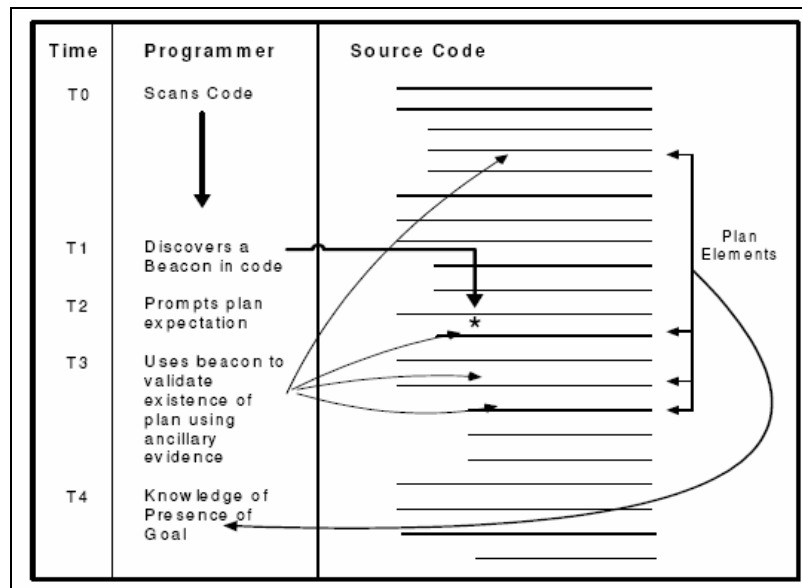 Time Programmer Source Code
T0 Scans Code
T1 Discovers a
Beacon in code
Plan
Elements
T2 Prompts plan
expectation
*
T3 Uses beacon to
validate
existence of
plan using
ancillary
evidence
T4 Knowledge of
Presence of
Goal